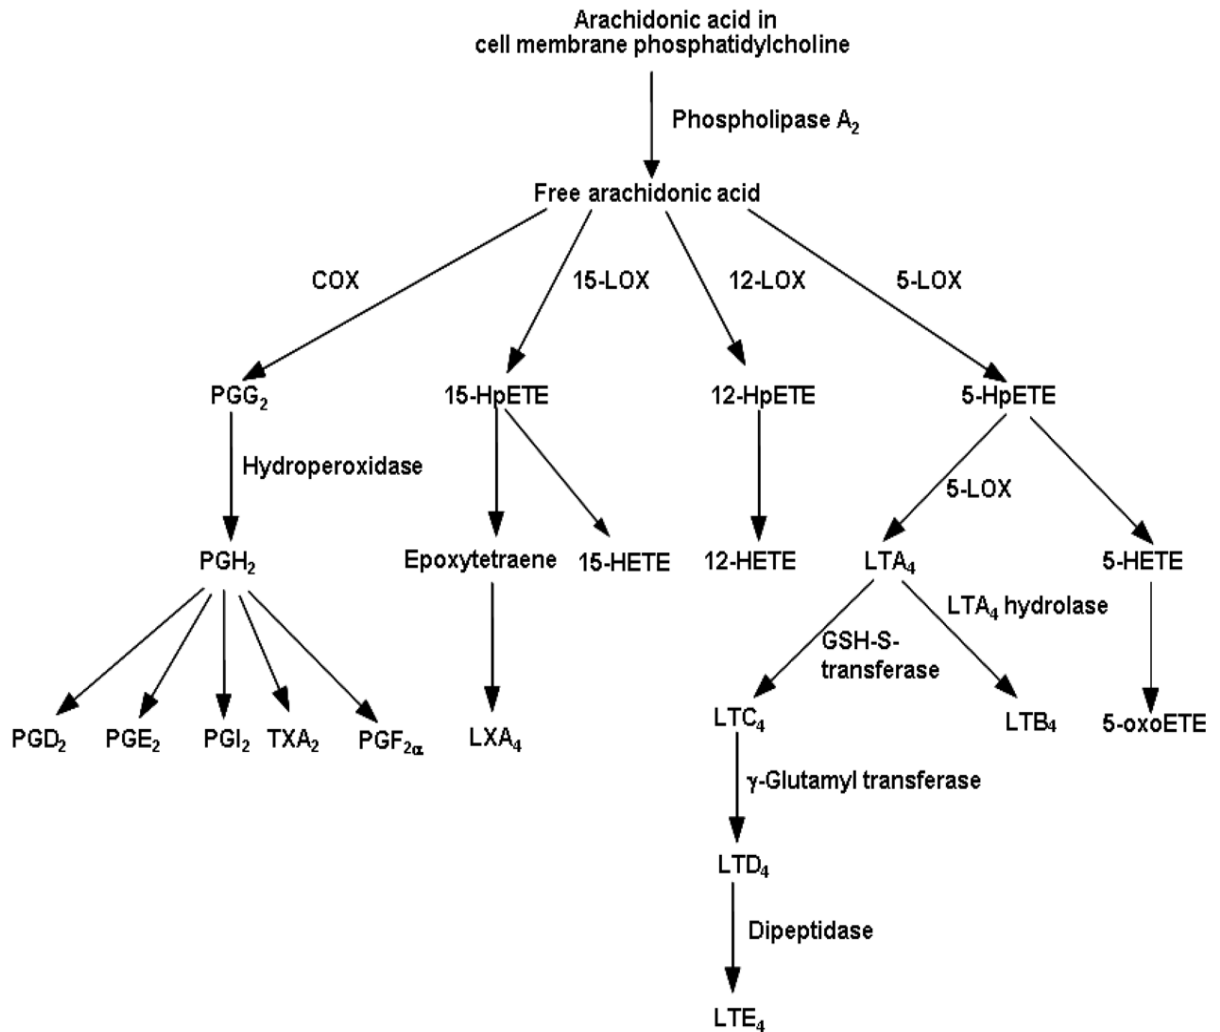 Arachidonic acid in
cell membrane phosphatidylcholine
Phospholipase A₂
Free arachidonic acid
COX
15-LOX
12-LOX
5-LOX
PGG₂
15-HpETE
12-HpETE
5-HpETE
Hydroperoxidase
5-LOX
PGH₂
Epoxytetraene
15-HETE
12-HETE
LTA₄
5-HETE
LTA₄ hydrolase
GSH-S-
transferase
PGD₂
PGE₂
PGI₂
TXA₂
PGF₂α
LXA₄
LTC₄
LTB₄
5-oxoETE
γ-Glutamyl transferase
LTD₄
Dipeptidase
LTE₄